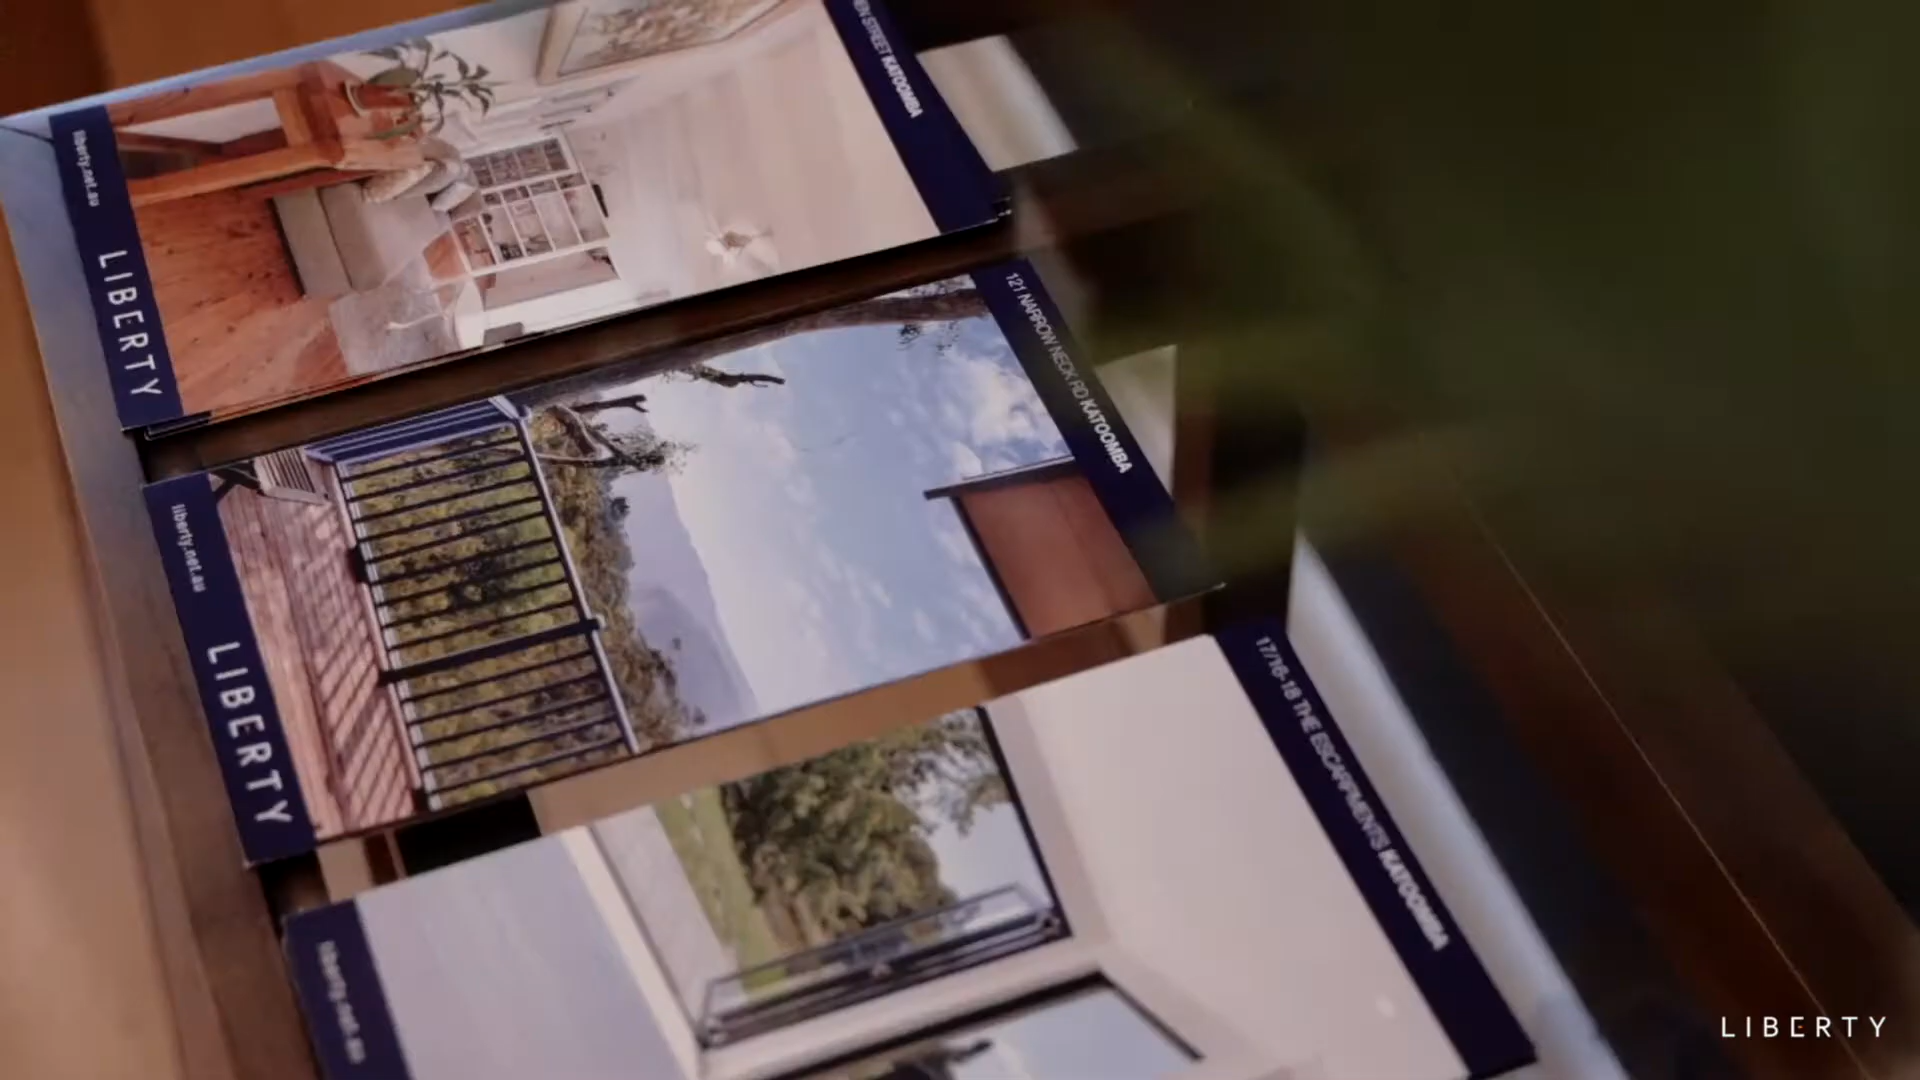 STREET KATOOMBA
liberty.net.au
LIBERTY
121 NARROW NECK RD KATOOMBA
liberty.net.au
LIBERTY
17/16-18 THE ESCARPMENTS KATOOMBA
liberty.net.au
LIBERTY